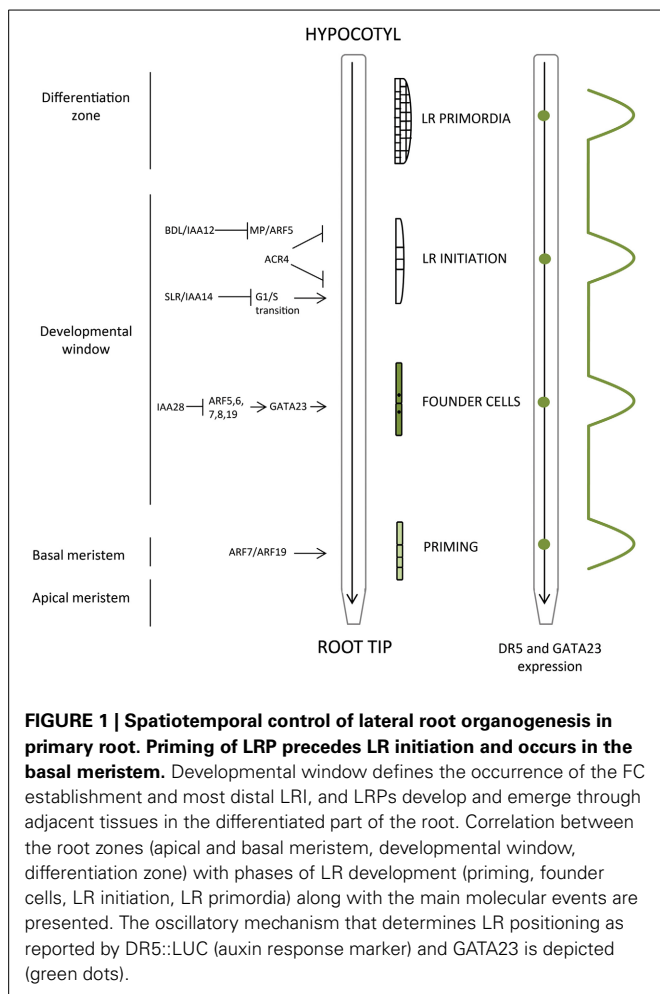 HYPOCOTYL
Differentiation
zone
LR PRIMORDIA
BDL/IAA12
MP/ARF5
ACR4
LR INITIATION
SLR/IAA14
G1/S
transition
Developmental
window
IAA28
ARF5,6,
7,8,19
GATA23
FOUNDER CELLS
Basal meristem
ARF7/ARF19
PRIMING
Apical meristem
ROOT TIP
DR5 and GATA23
expression
FIGURE 1 | Spatiotemporal control of lateral root organogenesis in
primary root. Priming of LRP precedes LR initiation and occurs in the
basal meristem. Developmental window defines the occurrence of the FC
establishment and most distal LRI, and LRPs develop and emerge through
adjacent tissues in the differentiated part of the root. Correlation between
the root zones (apical and basal meristem, developmental window,
differentiation zone) with phases of LR development (priming, founder
cells, LR initiation, LR primordia) along with the main molecular events are
presented. The oscillatory mechanism that determines LR positioning as
reported by DR5::LUC (auxin response marker) and GATA23 is depicted
(green dots).